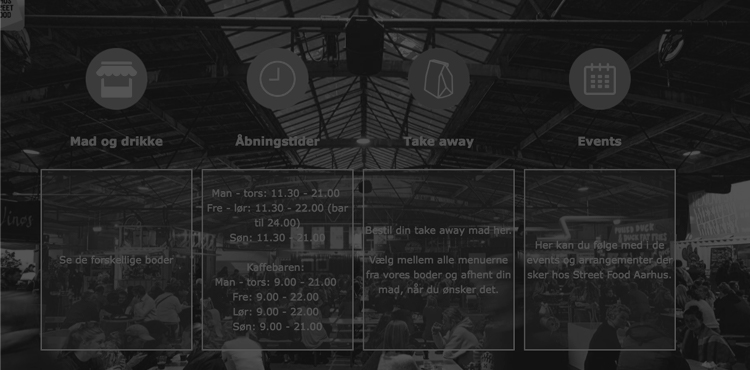 Mad og drikke
Se de forskellige boder
Åbningstider
Man - tors: 11.30 - 21.00
Fre - lør: 11.30 - 22.00 (bar
til 24.00)
Søn: 11.30 - 21.00
Kaffebaren:
Man - tors: 9.00 - 21.00
Fre: 9.00 - 22.00
Lør: 9.00 - 22.00
Søn: 9.00 - 21.00
Take away
Bestil din take away mad her.
Vælg mellem alle menuerne
fra vores boder og afhent din
mad, når du ønsker det.
Events
Her kan du følge med i de
events og arrangementer der
sker hos Street Food Aarhus.